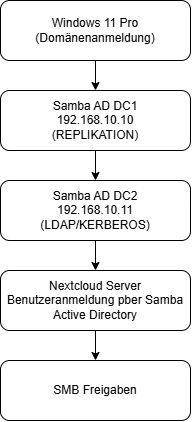 Windows 11 Pro
(Domänenanmeldung)
Samba AD DC1
192.168.10.10
(REPLIKATION)
Samba AD DC2
192.168.10.11
(LDAP/KERBEROS)
Nextcloud Server
Benutzeranmeldung pber Samba
Active Directory
SMB Freigaben